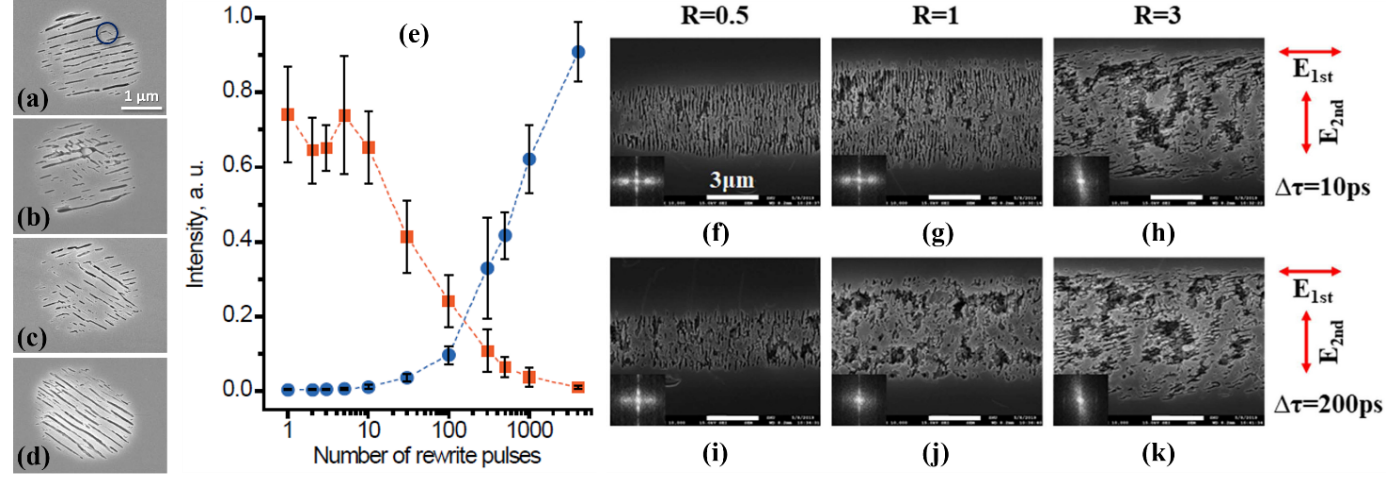 (a)
1 μm
(b)
(c)
(d)
(e)
Intensity, a. u.
1.0
0.8
0.6
0.4
0.2
0.0
1
10
100
1000
Number of rewrite pulses
R=0.5
R=1
R=3
3μm
E1st
E2nd
Δτ=10ps
(f)
(g)
(h)
E1st
E2nd
Δτ=200ps
(i)
(j)
(k)